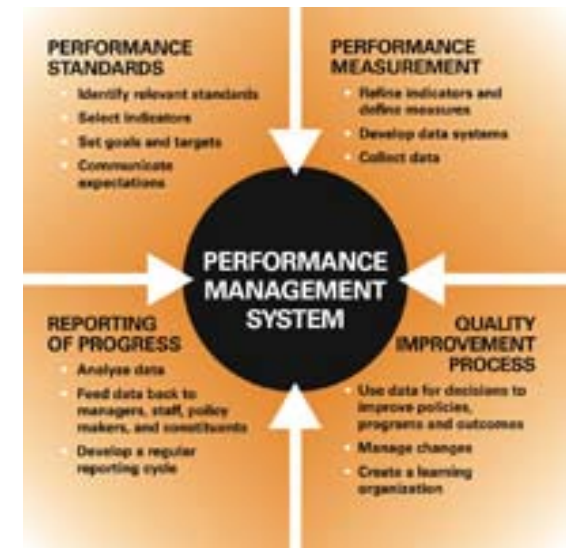 PERFORMANCE
STANDARDS
• Identify relevant standards
• Select indicators
• Set goals and targets
• Communicate
expectations
PERFORMANCE
MEASUREMENT
• Refine indicators and
define measures
• Develop data systems
• Collect data
PERFORMANCE
MANAGEMENT
SYSTEM
REPORTING
OF PROGRESS
• Analyze data
• Feed data back to
managers, staff, policy
makers, and constituents
• Develop a regular
reporting cycle
QUALITY
IMPROVEMENT
PROCESS
• Use data for decisions to
improve policies,
programs and outcomes
• Manage changes
• Create a learning
organization